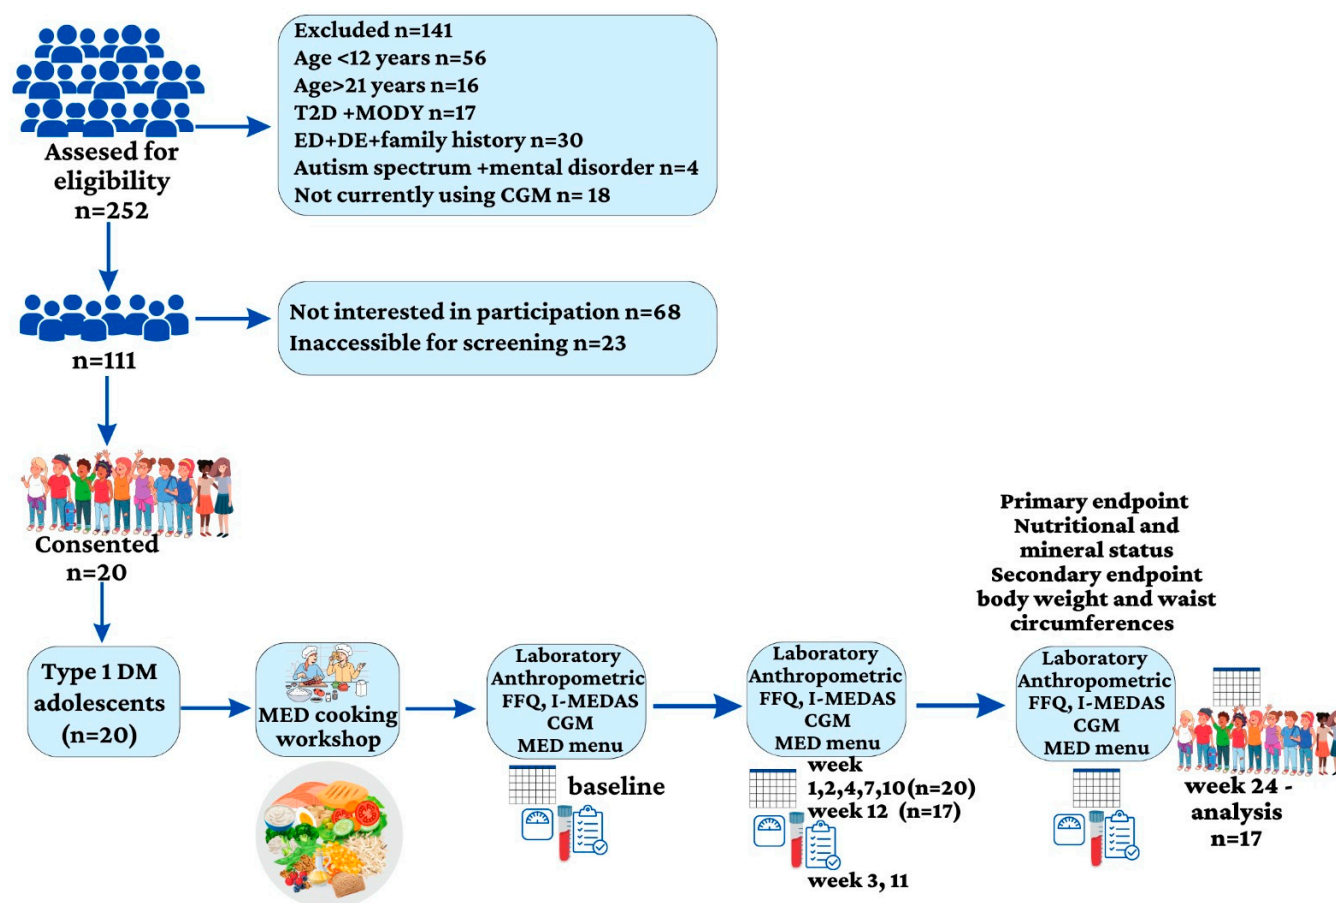 Excluded n=141
Age <12 years n=56
Age>21 years n=16
T2D +MODY n=17
ED+DE+family history n=30
Autism spectrum +mental disorder n=4
Not currently using CGM n= 18
Assesed for
eligibility
n=252
Not interested in participation n=68
Inaccessible for screening n=23
n=111
Consented
n=20
Type 1 DM
adolescents
(n=20)
MED cooking
workshop
Laboratory
Anthropometric
FFQ, I-MEDAS
CGM
MED menu
baseline
Laboratory
Anthropometric
FFQ, I-MEDAS
CGM
MED menu
week
1,2,4,7,10(n=20)
week 12 (n=17)
week 3, 11
Primary endpoint
Nutritional and
mineral status
Secondary endpoint
body weight and waist
circumferences
Laboratory
Anthropometric
FFQ, I-MEDAS
CGM
MED menu
week 24 -
analysis
n=17